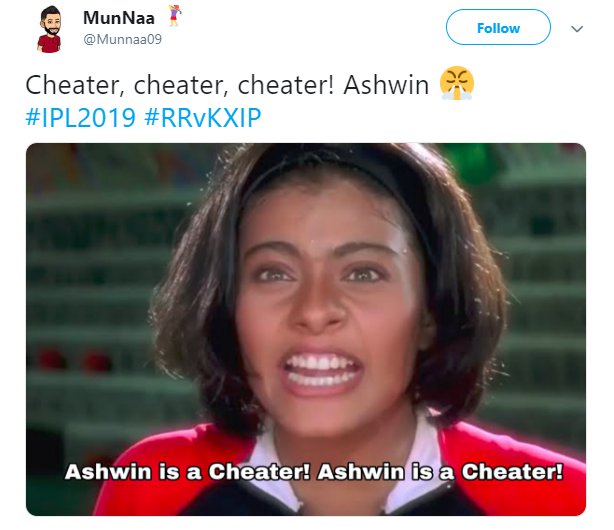 MunNaa
@Munnaa09
Follow
Cheater, cheater, cheater! Ashwin
#IPL2019 #RRvKXIP
Ashwin is a Cheater! Ashwin is a Cheater!